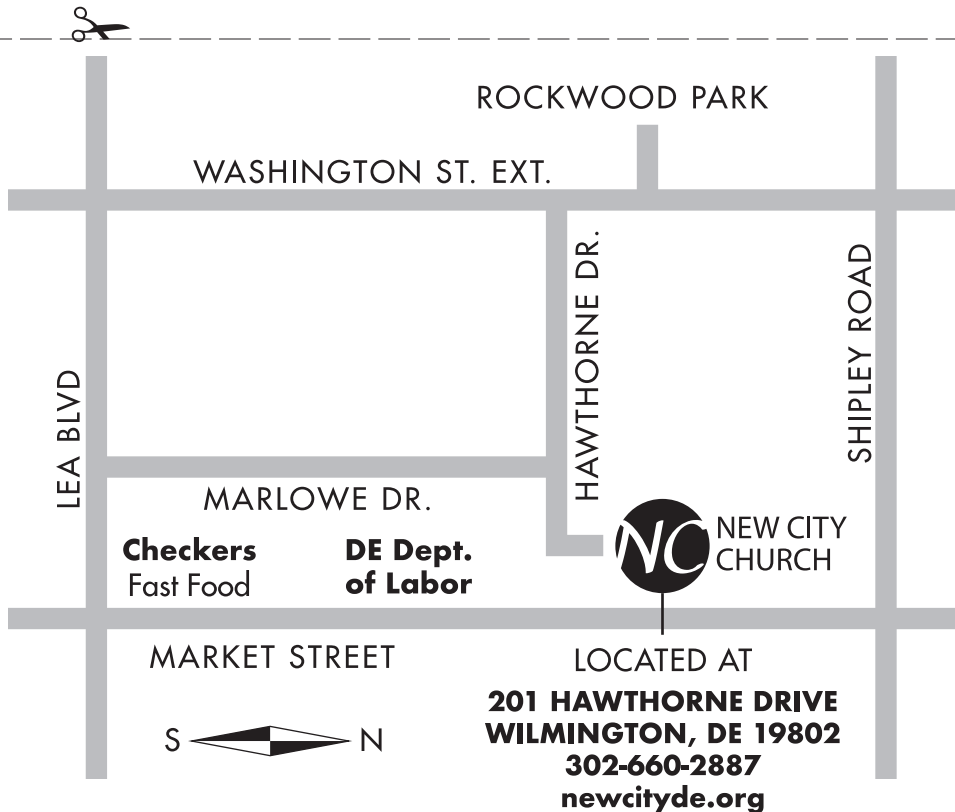 ROCKWOOD PARK
WASHINGTON ST. EXT.
HAWTHORNE DR.
SHIPLEY ROAD
LEA BLVD
MARLOWE DR.
Checkers
Fast Food
DE Dept.
of Labor
NC
NEW CITY
CHURCH
MARKET STREET
LOCATED AT
201 HAWTHORNE DRIVE
WILMINGTON, DE 19802
302-660-2887
newcityde.org
S
N